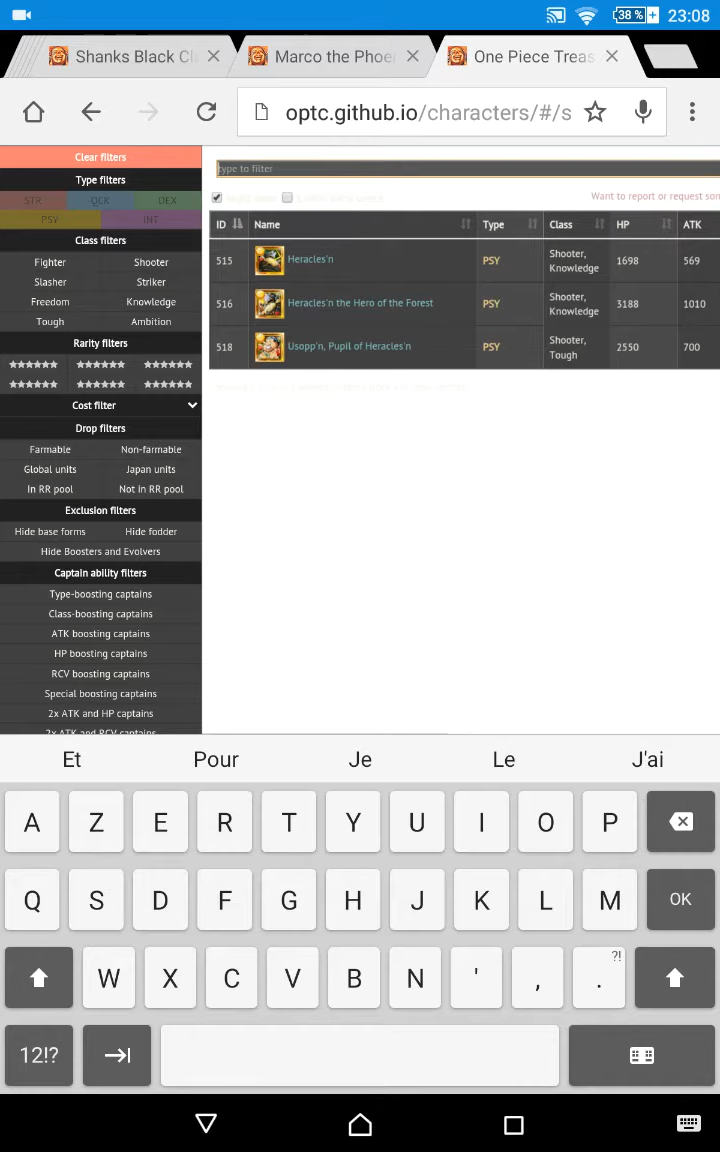 38 % 23:08
Shanks Black Cl
Marco the Phoe
One Piece Treas
optc.github.io/characters/#/s
Clear filters
Type filters
STR QCK DEX
PSY INT
Class filters
Fighter Shooter
Slasher Striker
Freedom Knowledge
Tough Ambition
Rarity filters
Cost filter
Drop filters
Farmable Non-farmable
Global units Japan units
In RR pool Not in RR pool
Exclusion filters
Hide base forms Hide fodder
Hide Boosters and Evolvers
Captain ability filters
Type-boosting captains
Class-boosting captains
ATK boosting captains
HP boosting captains
RCV boosting captains
Special boosting captains
2x ATK and HP captains
2x ATK and RCV captains
type to filter
Want to report or request som
ID Name Type Class HP ATK
515 Heracles'n PSY Shooter, Knowledge 1698 569
516 Heracles'n the Hero of the Forest PSY Shooter, Knowledge 3188 1010
518 Usopp'n, Pupil of Heracles'n PSY Shooter, Tough 2550 700
Et Pour Je Le J'ai
A Z E R T Y U I O P
Q S D F G H J K L M OK
W X C V B N ' , . ?!
12!?